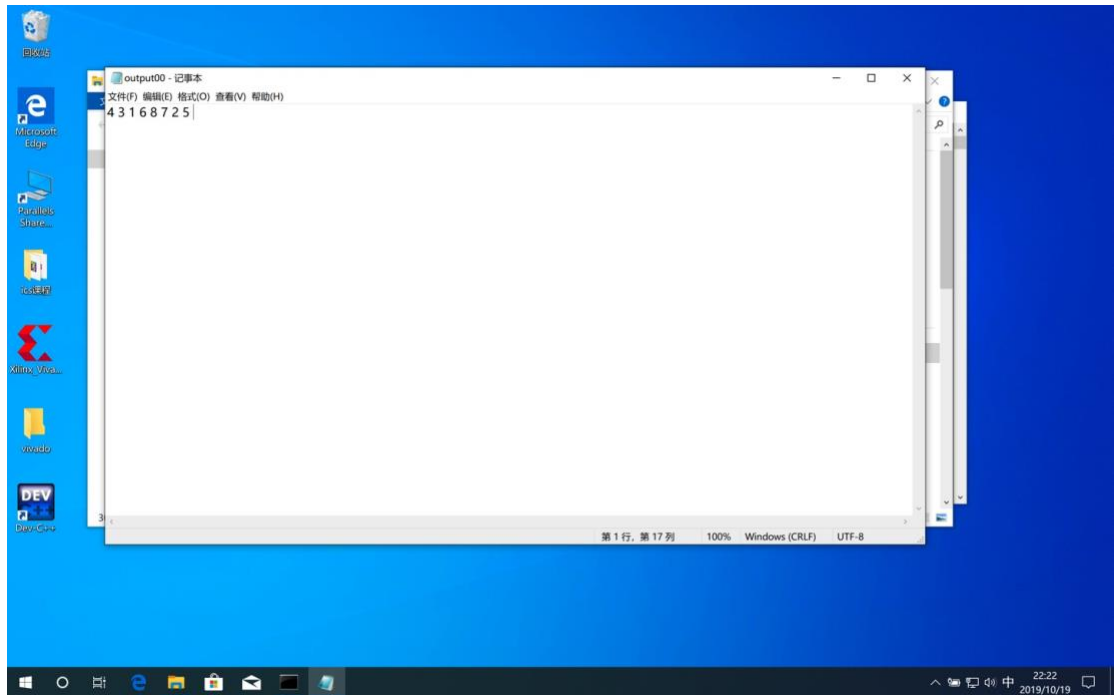 回收站
Microsoft
Edge
Parallels
Share...
ics课程
Xilinx_Viva...
vivado
DEV
Dev-C++
output00 - 记事本
文件(F) 编辑(E) 格式(O) 查看(V) 帮助(H)
4 3 1 6 8 7 2 5
3
第 1 行, 第 17 列 100% Windows (CRLF) UTF-8
中
22:22
2019/10/19